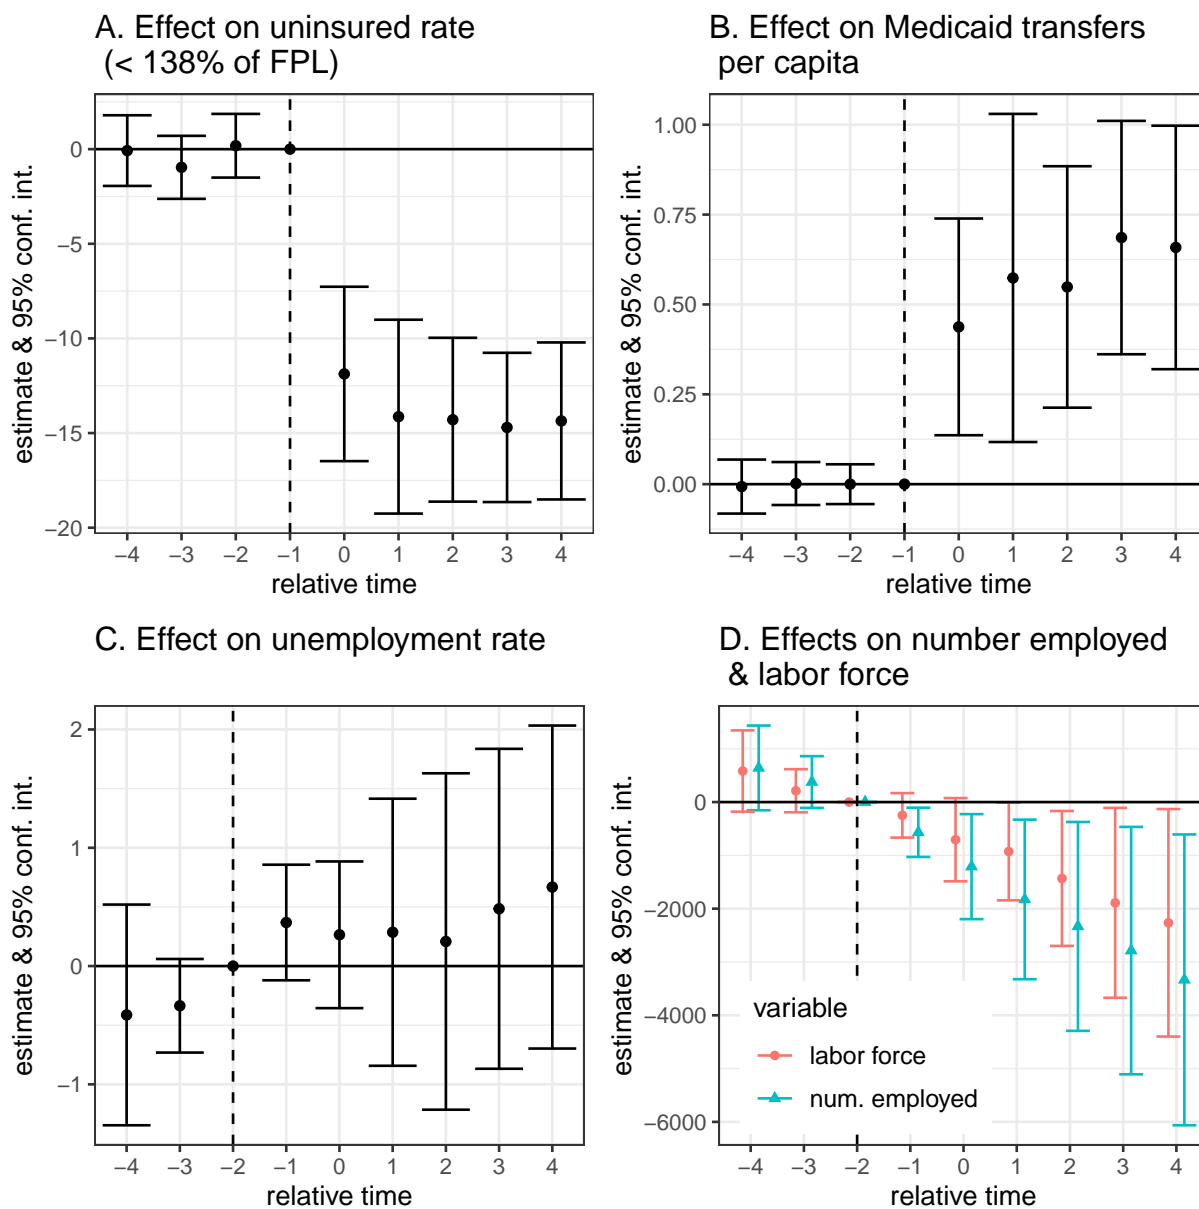 A. Effect on uninsured rate
(< 138% of FPL)
estimate & 95% conf. int.
0
−5
−10
−15
−20
−4 −3 −2 −1 0 1 2 3 4
relative time
B. Effect on Medicaid transfers
per capita
estimate & 95% conf. int.
1.00
0.75
0.50
0.25
0.00
−4 −3 −2 −1 0 1 2 3 4
relative time
C. Effect on unemployment rate
estimate & 95% conf. int.
2
1
0
−1
−4 −3 −2 −1 0 1 2 3 4
relative time
D. Effects on number employed
& labor force
estimate & 95% conf. int.
0
−2000
−4000
−6000
variable
labor force
num. employed
−4 −3 −2 −1 0 1 2 3 4
relative time